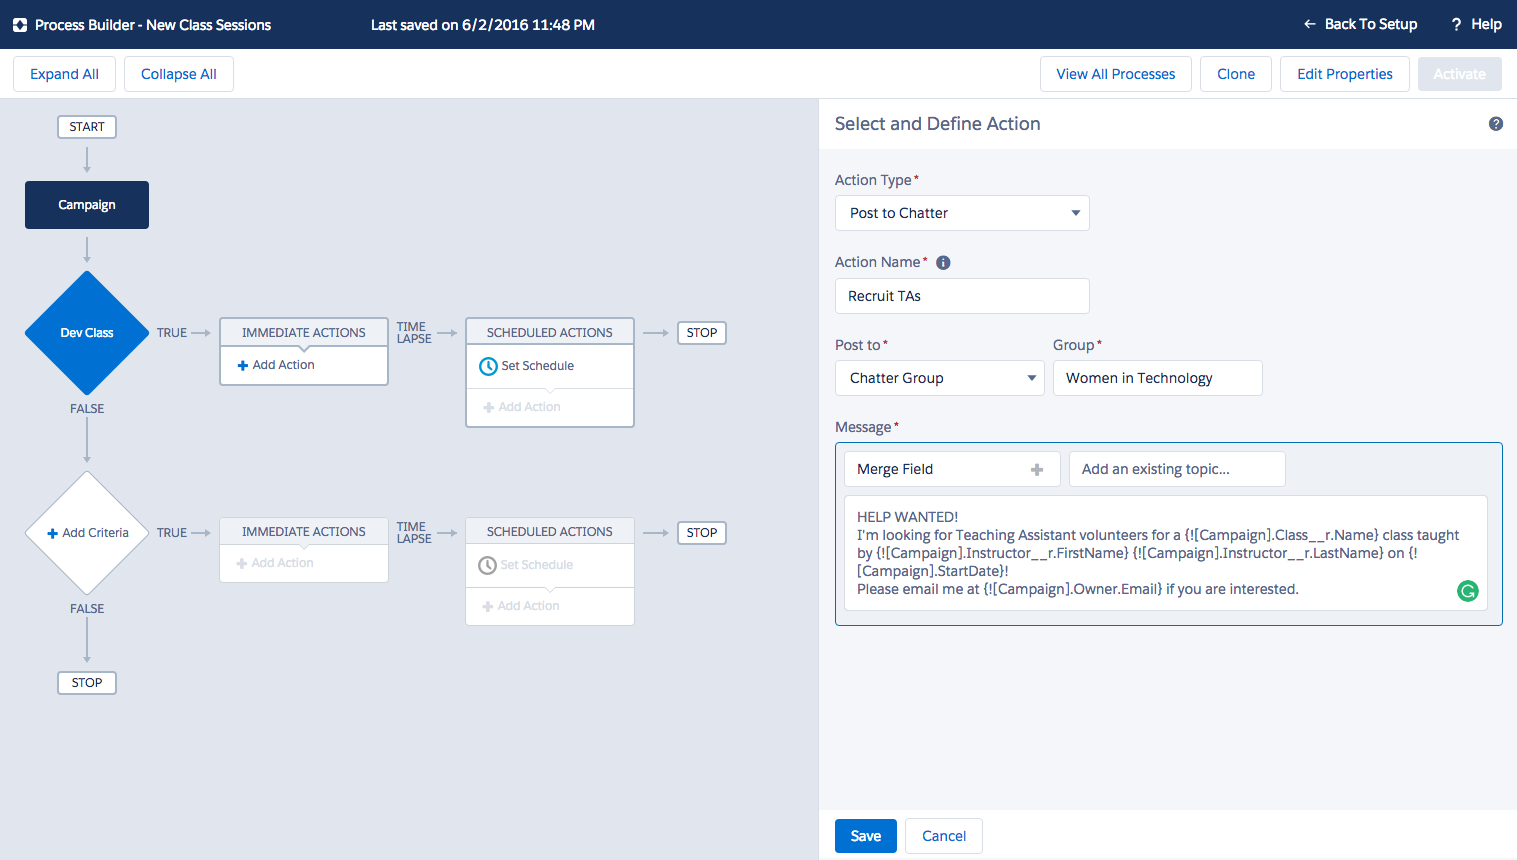 Process Builder - New Class Sessions
Last saved on 6/2/2016 11:48 PM
Back To Setup
? Help
Expand All
Collapse All
View All Processes
Clone
Edit Properties
Activate
START
Campaign
Dev Class
TRUE
IMMEDIATE ACTIONS
Add Action
TIME
LAPSE
SCHEDULED ACTIONS
Set Schedule
Add Action
STOP
FALSE
Add Criteria
TRUE
IMMEDIATE ACTIONS
Add Action
TIME
LAPSE
SCHEDULED ACTIONS
Set Schedule
Add Action
STOP
FALSE
STOP
Select and Define Action
Action Type*
Post to Chatter
Action Name*
Recruit TAs
Post to*
Group*
Chatter Group
Women in Technology
Message*
Merge Field
Add an existing topic...
HELP WANTED!
I'm looking for Teaching Assistant volunteers for a {![Campaign].Class__r.Name} class taught
by {![Campaign].Instructor__r.FirstName} {![Campaign].Instructor__r.LastName} on {!
[Campaign].StartDate}!
Please email me at {![Campaign].Owner.Email} if you are interested.
Save
Cancel